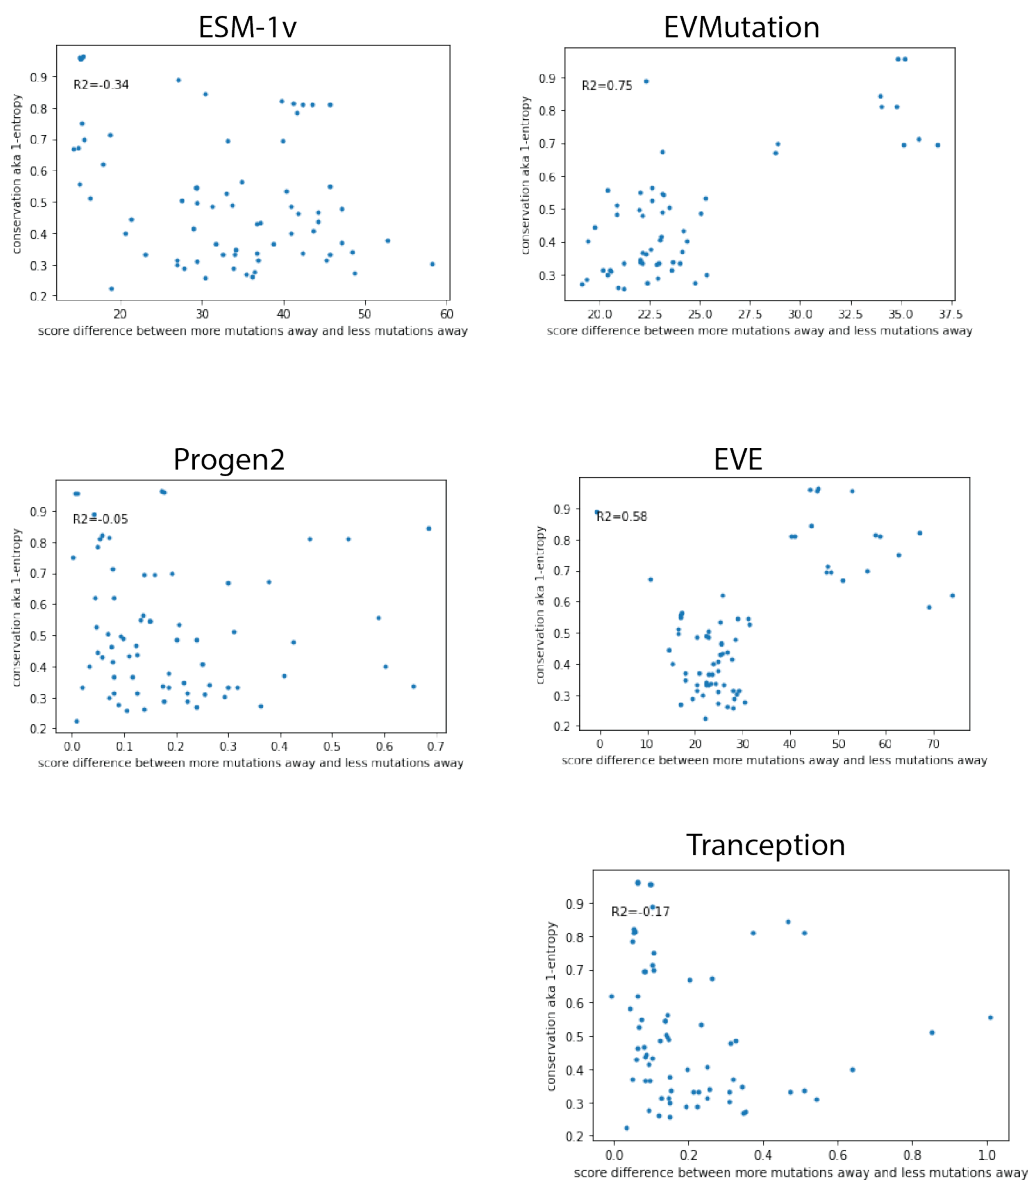 ESM-1v
0.9
0.8
0.7
0.6
0.5
0.4
0.3
0.2
conservation aka 1-entropy
R2=-0.34
20 30 40 50 60
score difference between more mutations away and less mutations away
EVMutation
0.9
0.8
0.7
0.6
0.5
0.4
0.3
conservation aka 1-entropy
R2=0.75
20.0 22.5 25.0 27.5 30.0 32.5 35.0 37.5
score difference between more mutations away and less mutations away
Progen2
0.9
0.8
0.7
0.6
0.5
0.4
0.3
0.2
conservation aka 1-entropy
R2=-0.05
0.0 0.1 0.2 0.3 0.4 0.5 0.6 0.7
score difference between more mutations away and less mutations away
EVE
0.9
0.8
0.7
0.6
0.5
0.4
0.3
0.2
conservation aka 1-entropy
R2=0.58
0 10 20 30 40 50 60 70
score difference between more mutations away and less mutations away
Tranception
0.9
0.8
0.7
0.6
0.5
0.4
0.3
0.2
conservation aka 1-entropy
R2=-0.17
0.0 0.2 0.4 0.6 0.8 1.0
score difference between more mutations away and less mutations away